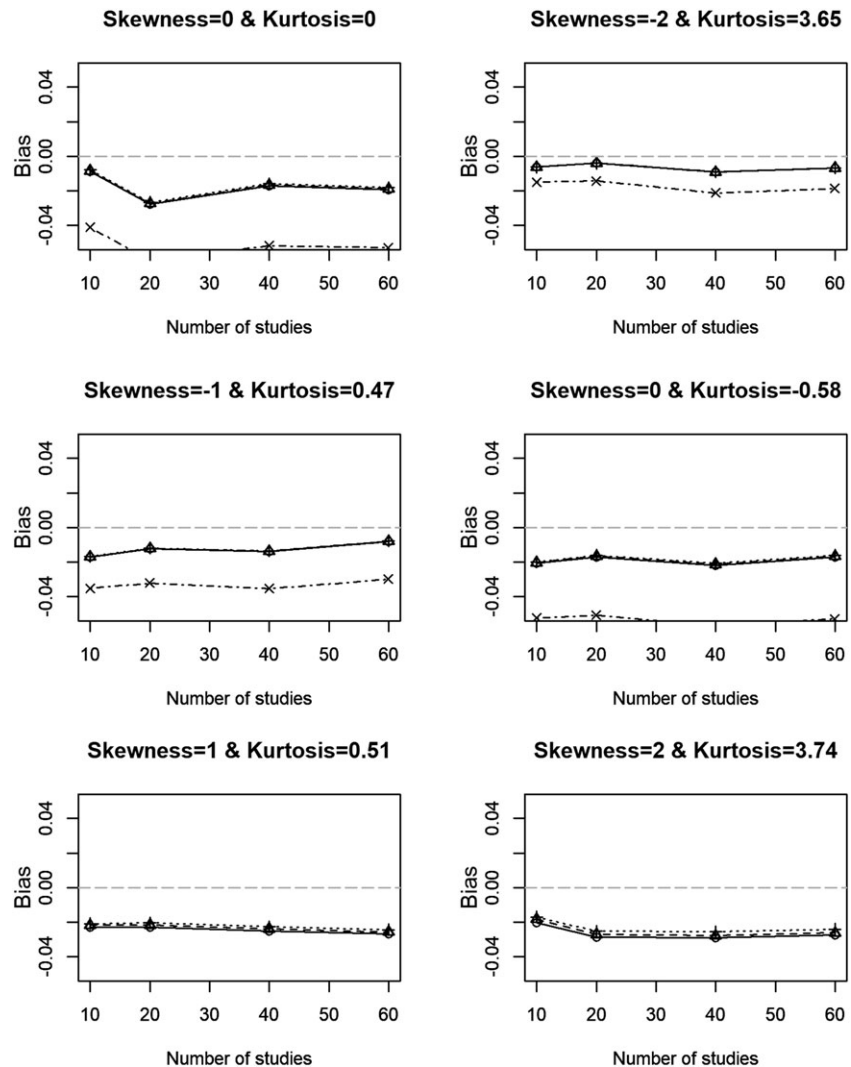 Skewness=0 & Kurtosis=0
Bias
0.04
0.00
-0.04
10 20 30 40 50 60
Number of studies
Skewness=-2 & Kurtosis=3.65
Bias
0.04
0.00
-0.04
10 20 30 40 50 60
Number of studies
Skewness=-1 & Kurtosis=0.47
Bias
0.04
0.00
-0.04
10 20 30 40 50 60
Number of studies
Skewness=0 & Kurtosis=-0.58
Bias
0.04
0.00
-0.04
10 20 30 40 50 60
Number of studies
Skewness=1 & Kurtosis=0.51
Bias
0.04
0.00
-0.04
10 20 30 40 50 60
Number of studies
Skewness=2 & Kurtosis=3.74
Bias
0.04
0.00
-0.04
10 20 30 40 50 60
Number of studies